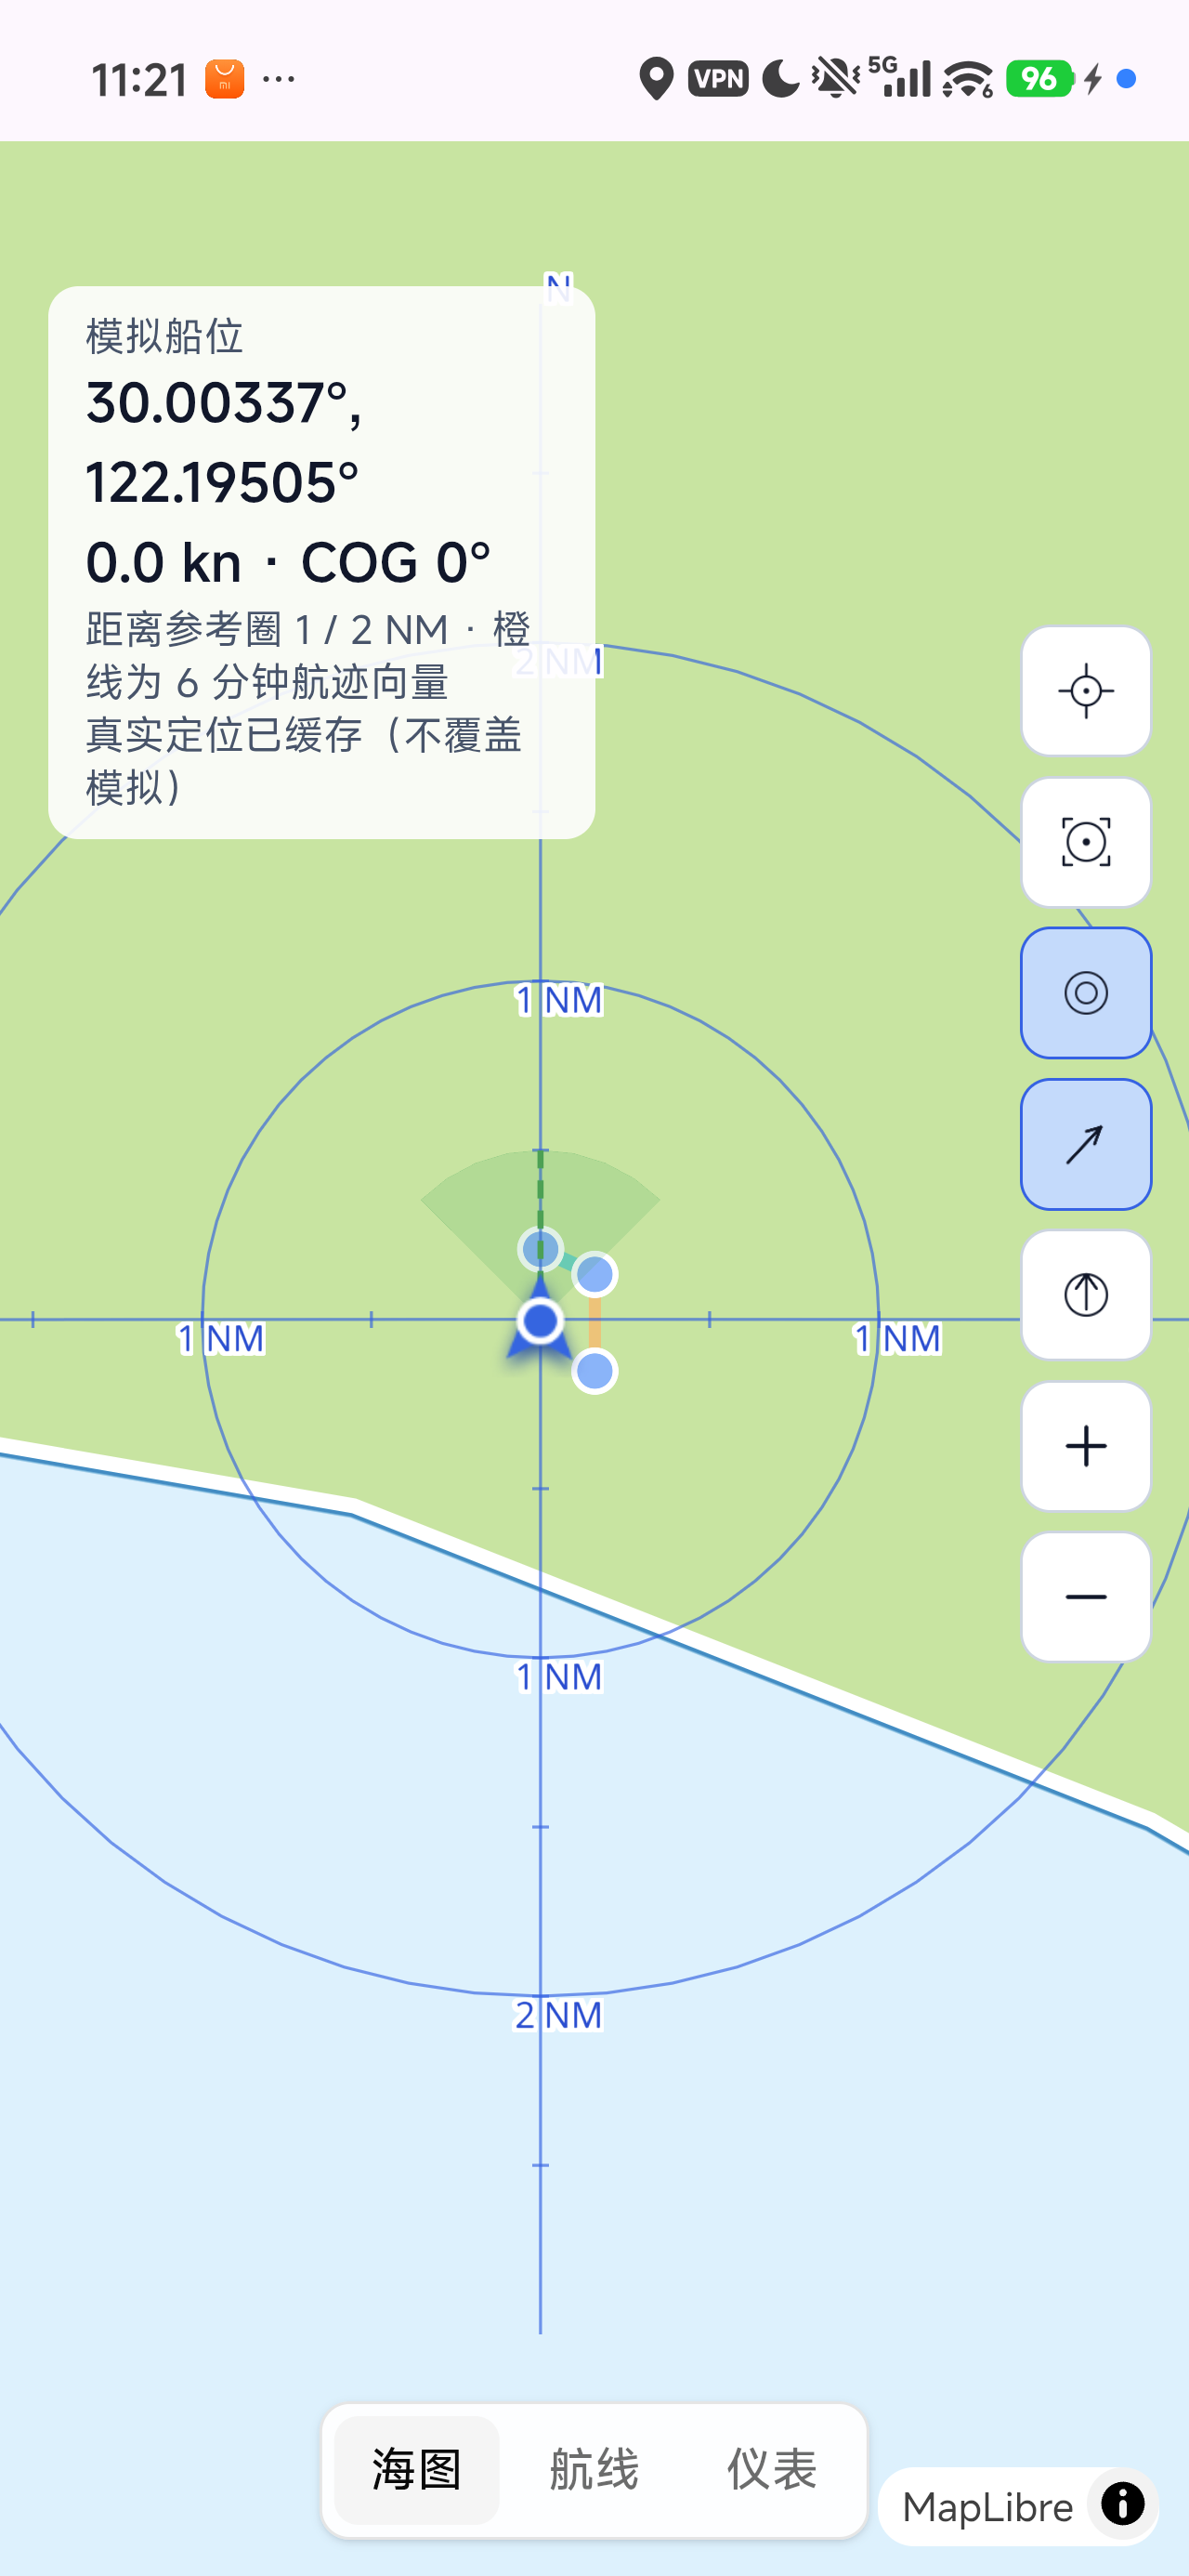 11:21 mi ... VPN 5G 6 96
N
模拟船位
30.00337°,
122.19505°
0.0 kn · COG 0°
距离参考圈 1 / 2 NM · 橙
线为 6 分钟航迹向量
真实定位已缓存（不覆盖
模拟）
2 NM
1 NM
1 NM
1 NM
1 NM
2 NM
海图 航线 仪表
MapLibre